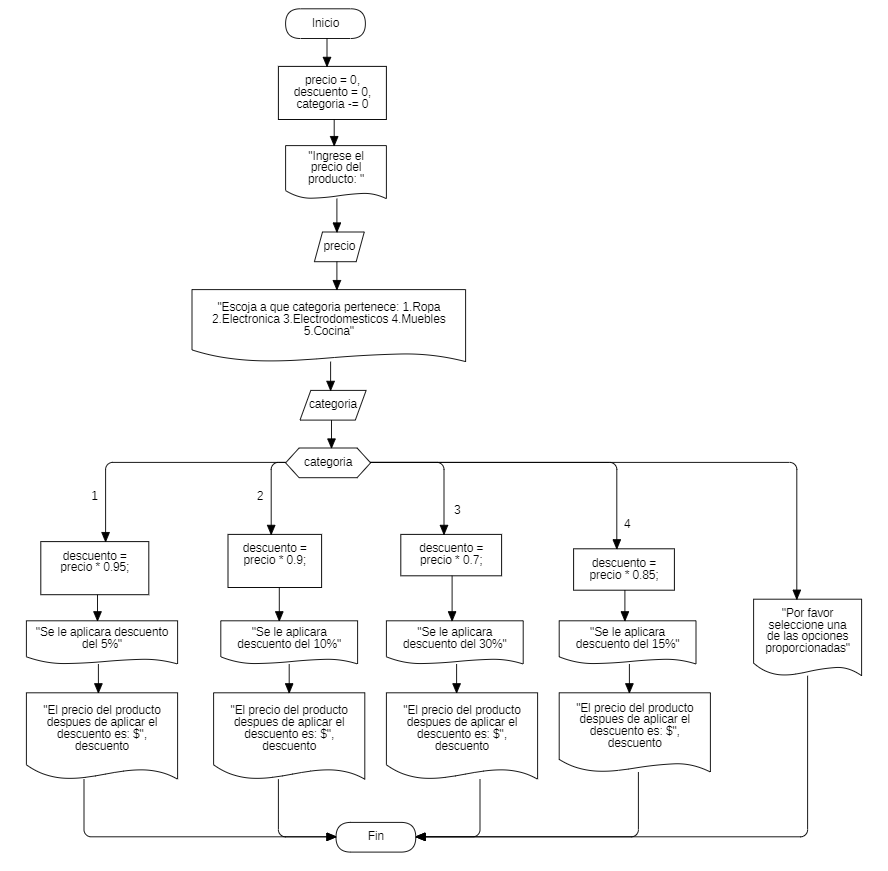 Inicio
precio = 0,
descuento = 0,
categoria -= 0
"Ingrese el
precio del
producto: "
precio
"Escoja a que categoria pertenece: 1.Ropa
2.Electronica 3.Electrodomesticos 4.Muebles
5.Cocina"
categoria
categoria
1
2
3
4
descuento =
precio * 0.95;
descuento =
precio * 0.9;
descuento =
precio * 0.7;
descuento =
precio * 0.85;
"Por favor
seleccione una
de las opciones
proporcionadas"
"Se le aplicara descuento
del 5%"
"Se le aplicara
descuento del 10%"
"Se le aplicara
descuento del 30%"
"Se le aplicara
descuento del 15%"
"El precio del producto
despues de aplicar el
descuento es: $",
descuento
"El precio del producto
despues de aplicar el
descuento es: $",
descuento
"El precio del producto
despues de aplicar el
descuento es: $",
descuento
"El precio del producto
despues de aplicar el
descuento es: $",
descuento
Fin